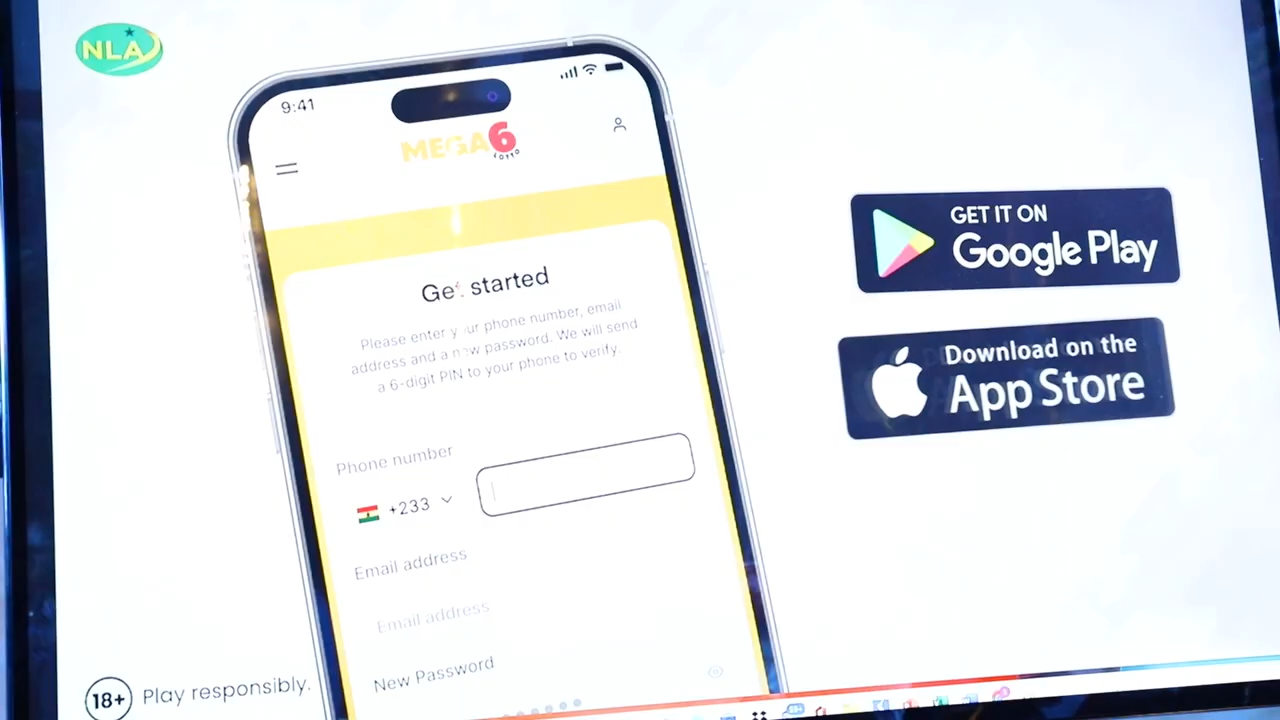 NLA
9:41
MEGA6
LOTTO
Get started
Please enter your phone number, email
address and a new password. We will send
a 6-digit PIN to your phone to verify.
Phone number
+233
Email address
Email address
New Password
GET IT ON
Google Play
Download on the
App Store
18+ Play responsibly.